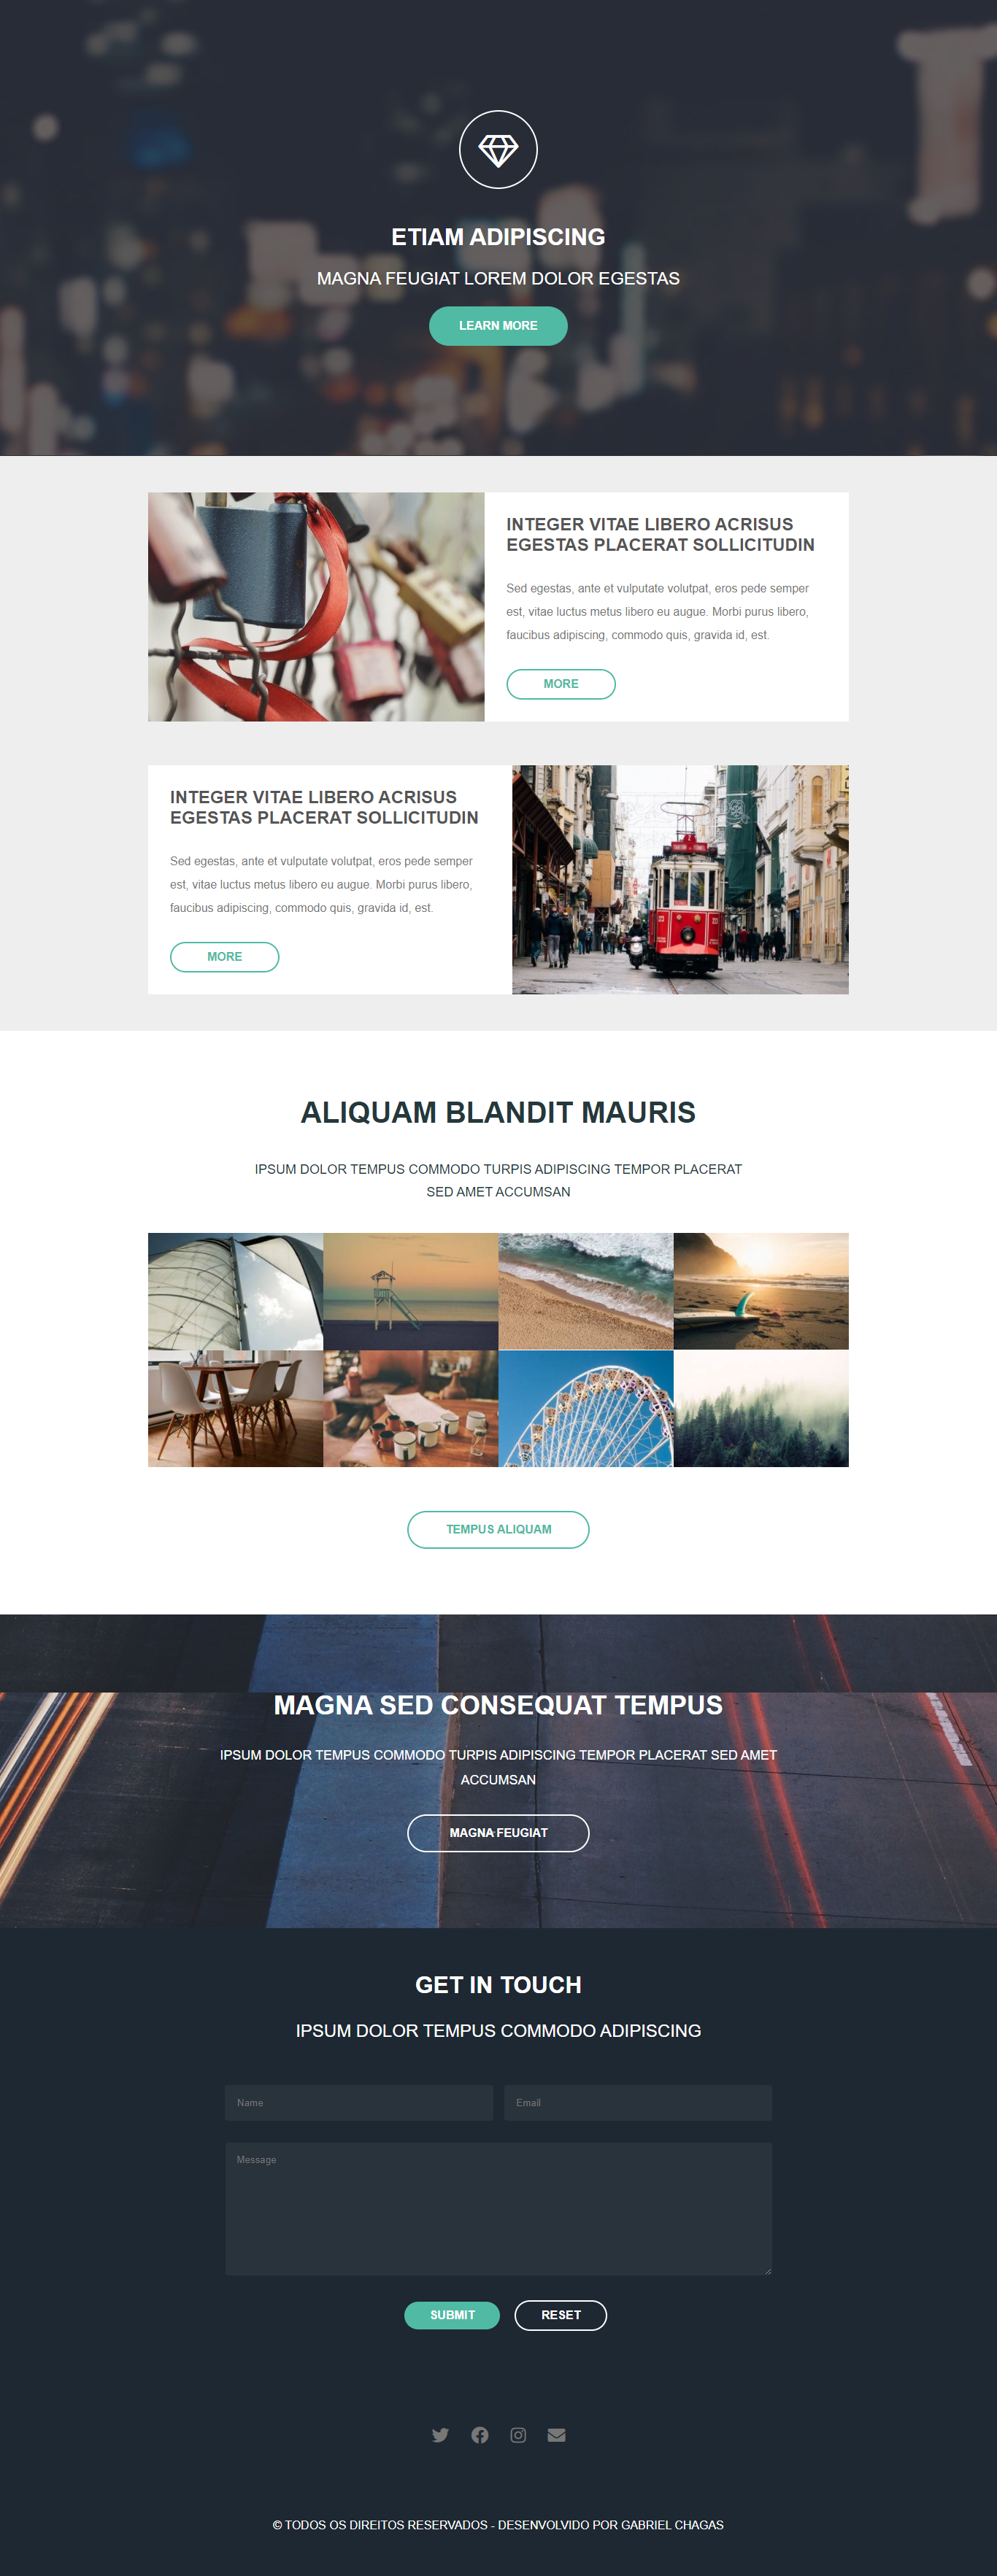 ETIAM ADIPISCING
MAGNA FEUGIAT LOREM DOLOR EGESTAS
LEARN MORE
INTEGER VITAE LIBERO ACRISUS
EGESTAS PLACERAT SOLLICITUDIN
Sed egestas, ante et vulputate volutpat, eros pede semper
est, vitae luctus metus libero eu augue. Morbi purus libero,
faucibus adipiscing, commodo quis, gravida id, est.
MORE
INTEGER VITAE LIBERO ACRISUS
EGESTAS PLACERAT SOLLICITUDIN
Sed egestas, ante et vulputate volutpat, eros pede semper
est, vitae luctus metus libero eu augue. Morbi purus libero,
faucibus adipiscing, commodo quis, gravida id, est.
MORE
ALIQUAM BLANDIT MAURIS
IPSUM DOLOR TEMPUS COMMODO TURPIS ADIPISCING TEMPOR PLACERAT
SED AMET ACCUMSAN
TEMPUS ALIQUAM
MAGNA SED CONSEQUAT TEMPUS
IPSUM DOLOR TEMPUS COMMODO TURPIS ADIPISCING TEMPOR PLACERAT SED AMET
ACCUMSAN
MAGNA FEUGIAT
GET IN TOUCH
IPSUM DOLOR TEMPUS COMMODO ADIPISCING
Name
Email
Message
SUBMIT
RESET
© TODOS OS DIREITOS RESERVADOS - DESENVOLVIDO POR GABRIEL CHAGAS